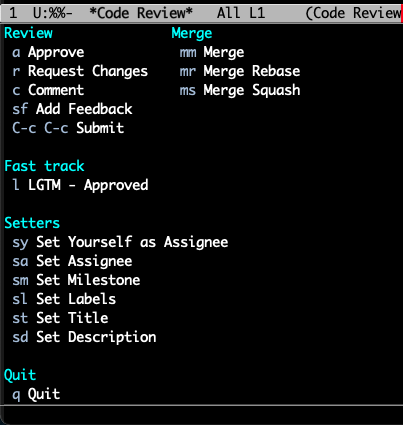 1 U:%%- *Code Review* All L1 (Code Review
Review Merge
a Approve mm Merge
r Request Changes mr Merge Rebase
c Comment ms Merge Squash
sf Add Feedback
C-c C-c Submit
Fast track
l LGTM - Approved
Setters
sy Set Yourself as Assignee
sa Set Assignee
sm Set Milestone
sl Set Labels
st Set Title
sd Set Description
Quit
q Quit